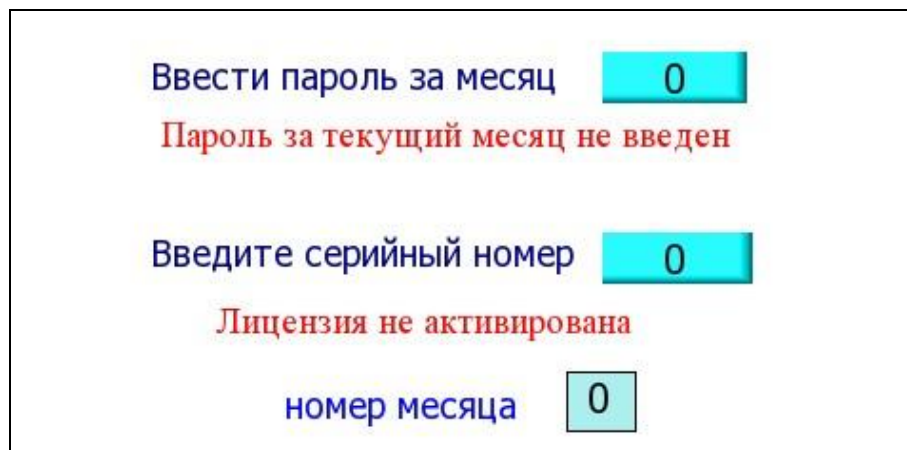 Ввести пароль за месяц 0
Пароль за текущий месяц не введен
Введите серийный номер 0
Лицензия не активирована
номер месяца 0